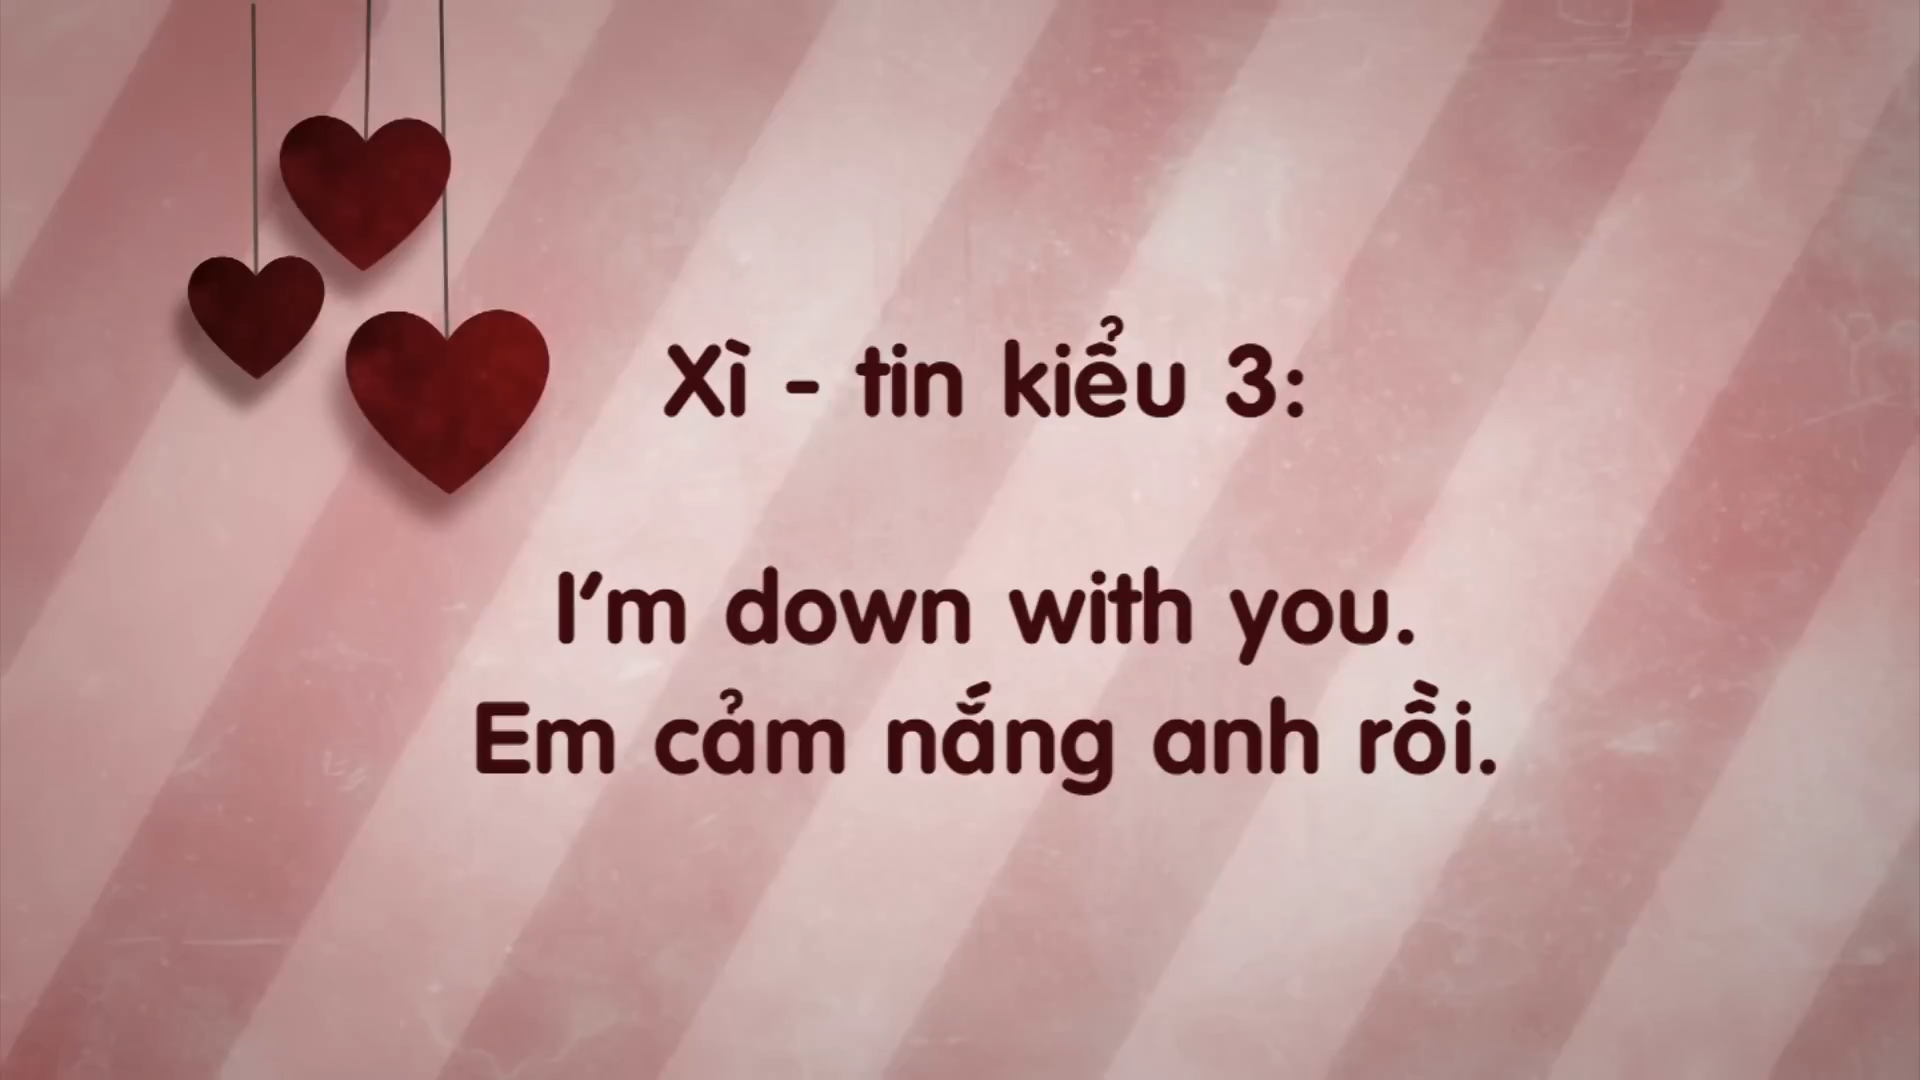 Xì - tin kiểu 3:
I'm down with you.
Em cảm nắng anh rồi.